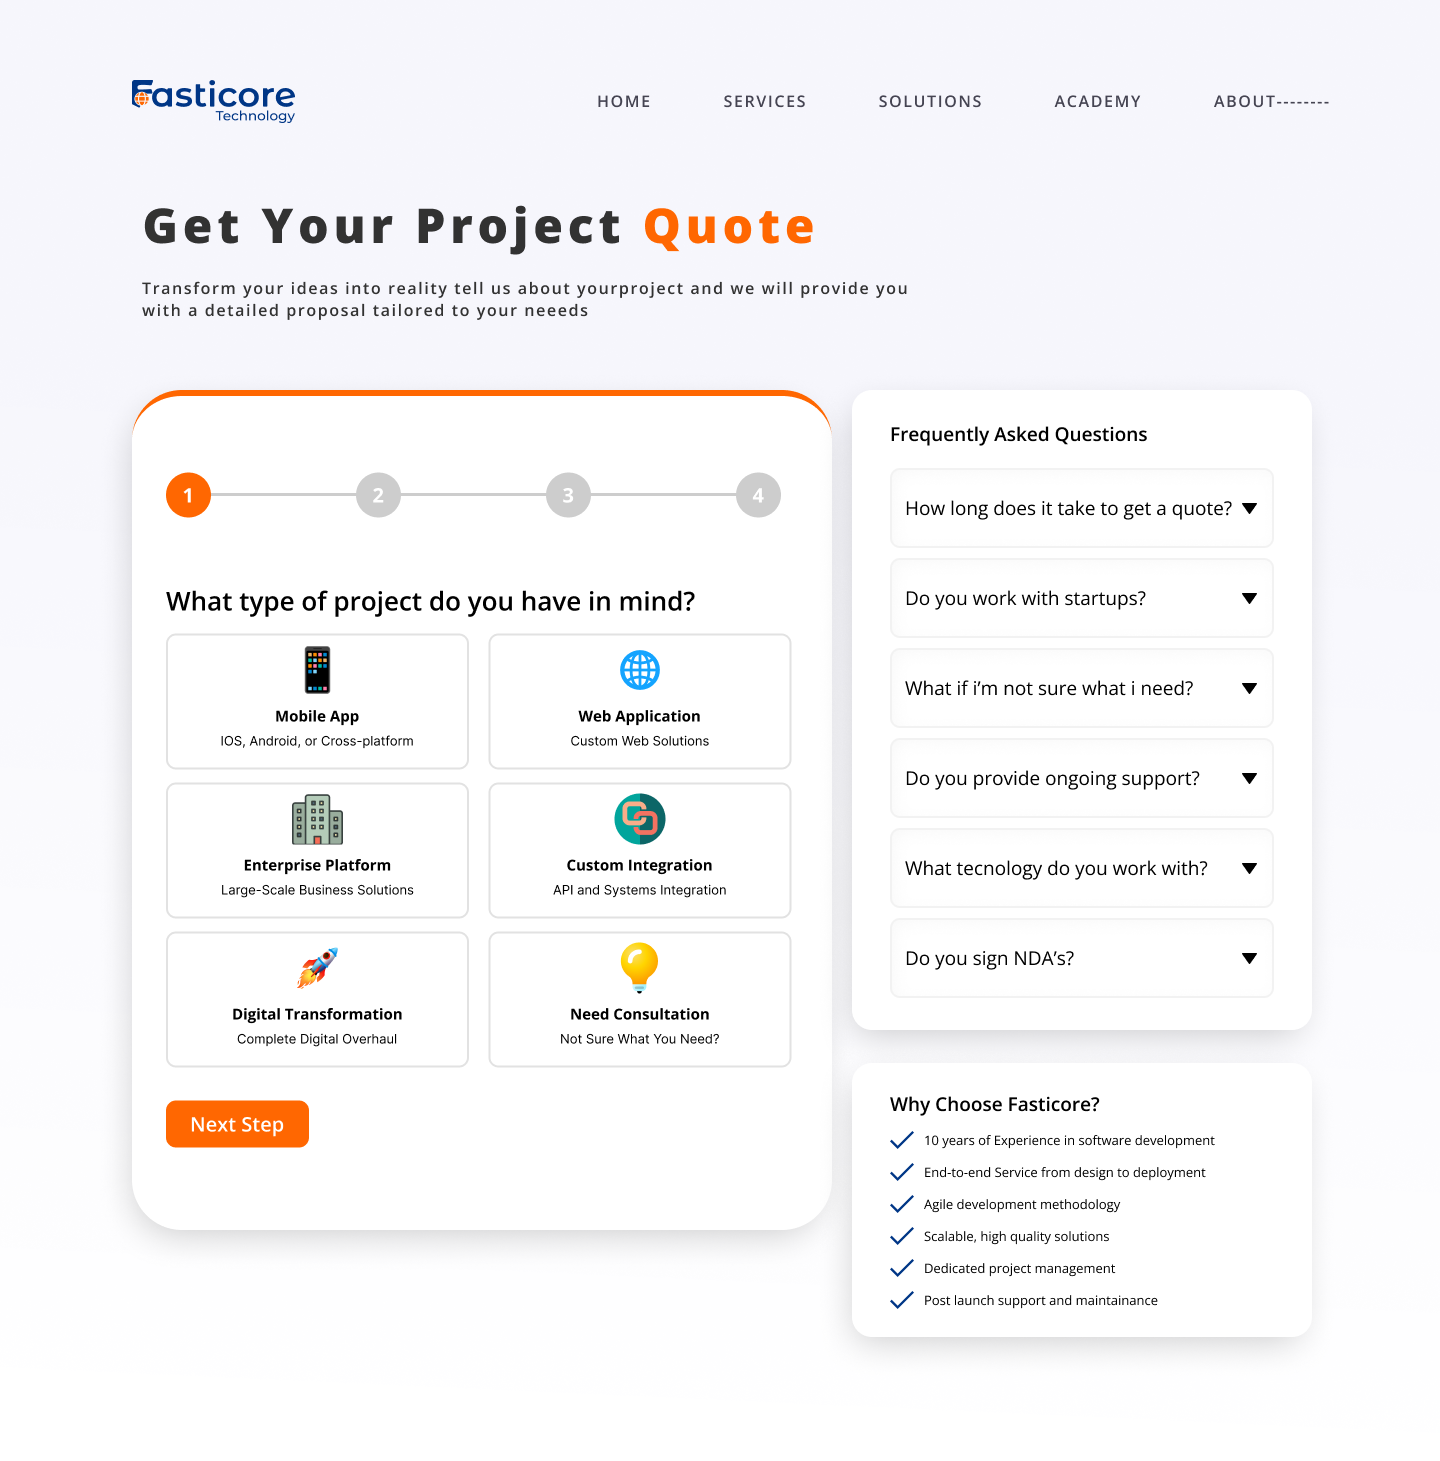 Fasticore
Technology
HOME
SERVICES
SOLUTIONS
ACADEMY
ABOUT--------
Get Your Project Quote
Transform your ideas into reality tell us about yourproject and we will provide you
with a detailed proposal tailored to your neeeds
1
2
3
4
What type of project do you have in mind?
Mobile App
IOS, Android, or Cross-platform
Web Application
Custom Web Solutions
Enterprise Platform
Large-Scale Business Solutions
Custom Integration
API and Systems Integration
Digital Transformation
Complete Digital Overhaul
Need Consultation
Not Sure What You Need?
Next Step
Frequently Asked Questions
How long does it take to get a quote?
Do you work with startups?
What if i’m not sure what i need?
Do you provide ongoing support?
What tecnology do you work with?
Do you sign NDA’s?
Why Choose Fasticore?
10 years of Experience in software development
End-to-end Service from design to deployment
Agile development methodology
Scalable, high quality solutions
Dedicated project management
Post launch support and maintainance